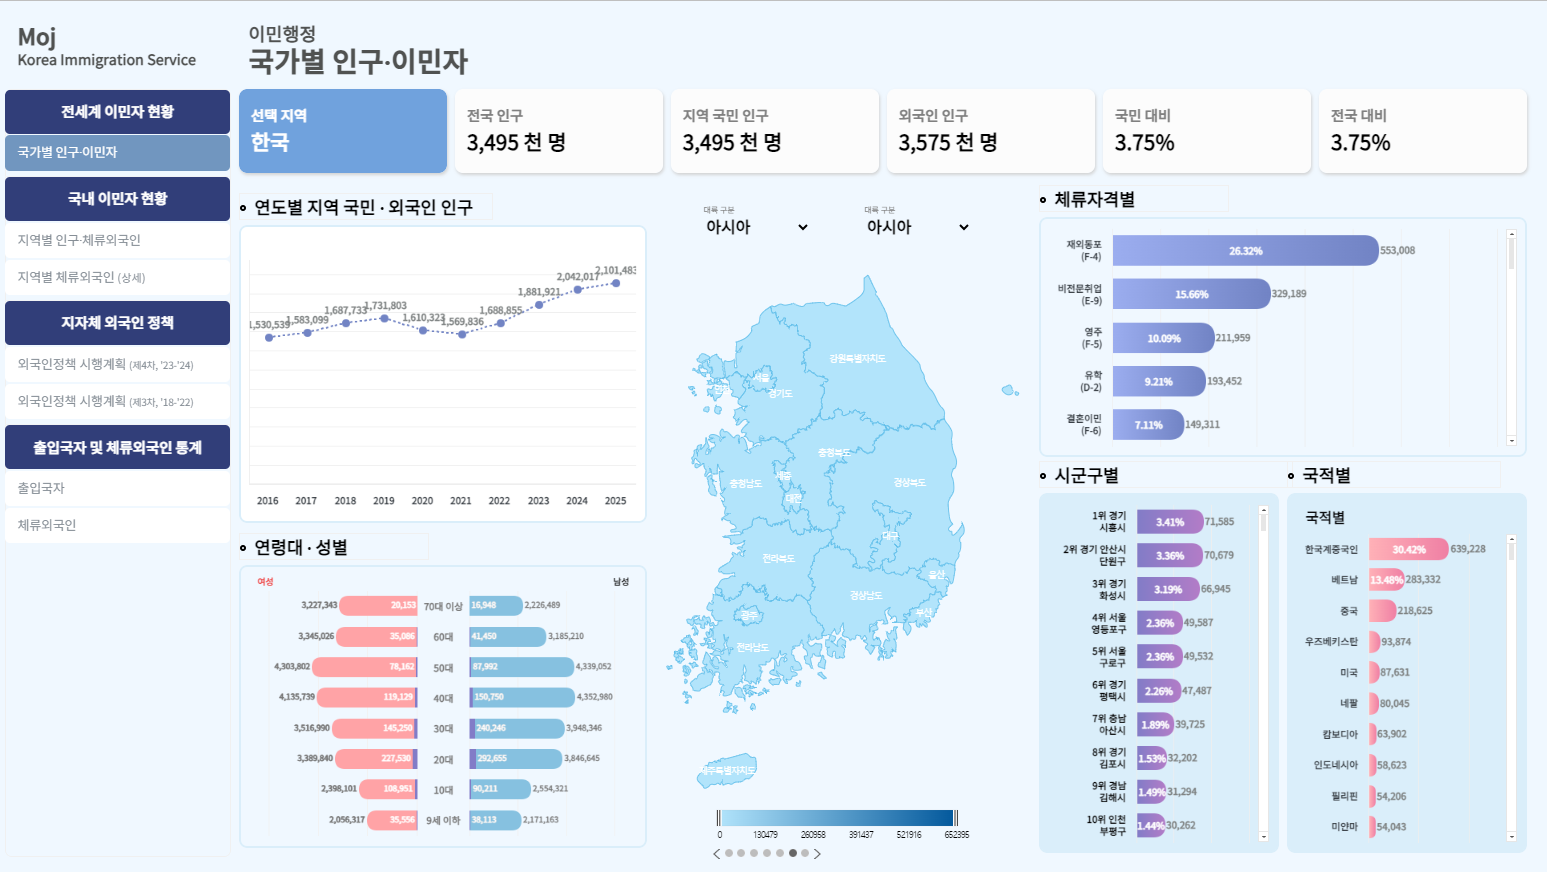 Moj
Korea Immigration Service
이민행정
국가별 인구·이민자
전세계 이민자 현황
국가별 인구·이민자
국내 이민자 현황
지역별 인구·체류외국인
지역별 체류외국인 (상세)
지자체 외국인 정책
외국인정책 시행계획 (제4차, '23-'24)
외국인정책 시행계획 (제3차, '18-'22)
출입국자 및 체류외국인 통계
출입국자
체류외국인
선택 지역
한국
전국 인구
3,495 천 명
지역 국민 인구
3,495 천 명
외국인 인구
3,575 천 명
국민 대비
3.75%
전국 대비
3.75%
연도별 지역 국민 · 외국인 인구
1,530,539
1,583,099
1,687,733
1,731,803
1,610,323
1,569,836
1,688,855
1,881,921
2,042,017
2,101,483
2016 2017 2018 2019 2020 2021 2022 2023 2024 2025
연령대 · 성별
여성 남성
3,227,343 20,153 70대 이상 16,948 2,226,489
3,345,026 35,086 60대 41,450 3,185,210
4,303,802 78,162 50대 87,992 4,339,052
4,135,739 119,129 40대 150,750 4,352,980
3,516,990 145,250 30대 240,246 3,948,346
3,389,840 227,530 20대 292,655 3,846,645
2,398,101 108,951 10대 90,211 2,554,321
2,056,317 35,556 9세 이하 38,113 2,171,163
대륙 구분
아시아
대륙 구분
아시아
강원특별자치도
서울
인천
경기도
충청북도
세종
충청남도
대전
경상북도
대구
전라북도
울산
경상남도
부산
광주
전라남도
제주특별자치도
0 130479 260958 391437 521916 652395
체류자격별
재외동포
(F-4) 26.32% 553,008
비전문취업
(E-9) 15.66% 329,189
영주
(F-5) 10.09% 211,959
유학
(D-2) 9.21% 193,452
결혼이민
(F-6) 7.11% 149,311
시군구별
1위 경기
시흥시 3.41% 71,585
2위 경기 안산시
단원구 3.36% 70,679
3위 경기
화성시 3.19% 66,945
4위 서울
영등포구 2.36% 49,587
5위 서울
구로구 2.36% 49,532
6위 경기
평택시 2.26% 47,487
7위 충남
아산시 1.89% 39,725
8위 경기
김포시 1.53% 32,202
9위 경남
김해시 1.49% 31,294
10위 인천
부평구 1.44% 30,262
국적별
국적별
한국계중국인 30.42% 639,228
베트남 13.48% 283,332
중국 218,625
우즈베키스탄 93,874
미국 87,631
네팔 80,045
캄보디아 63,902
인도네시아 58,623
필리핀 54,206
미얀마 54,043